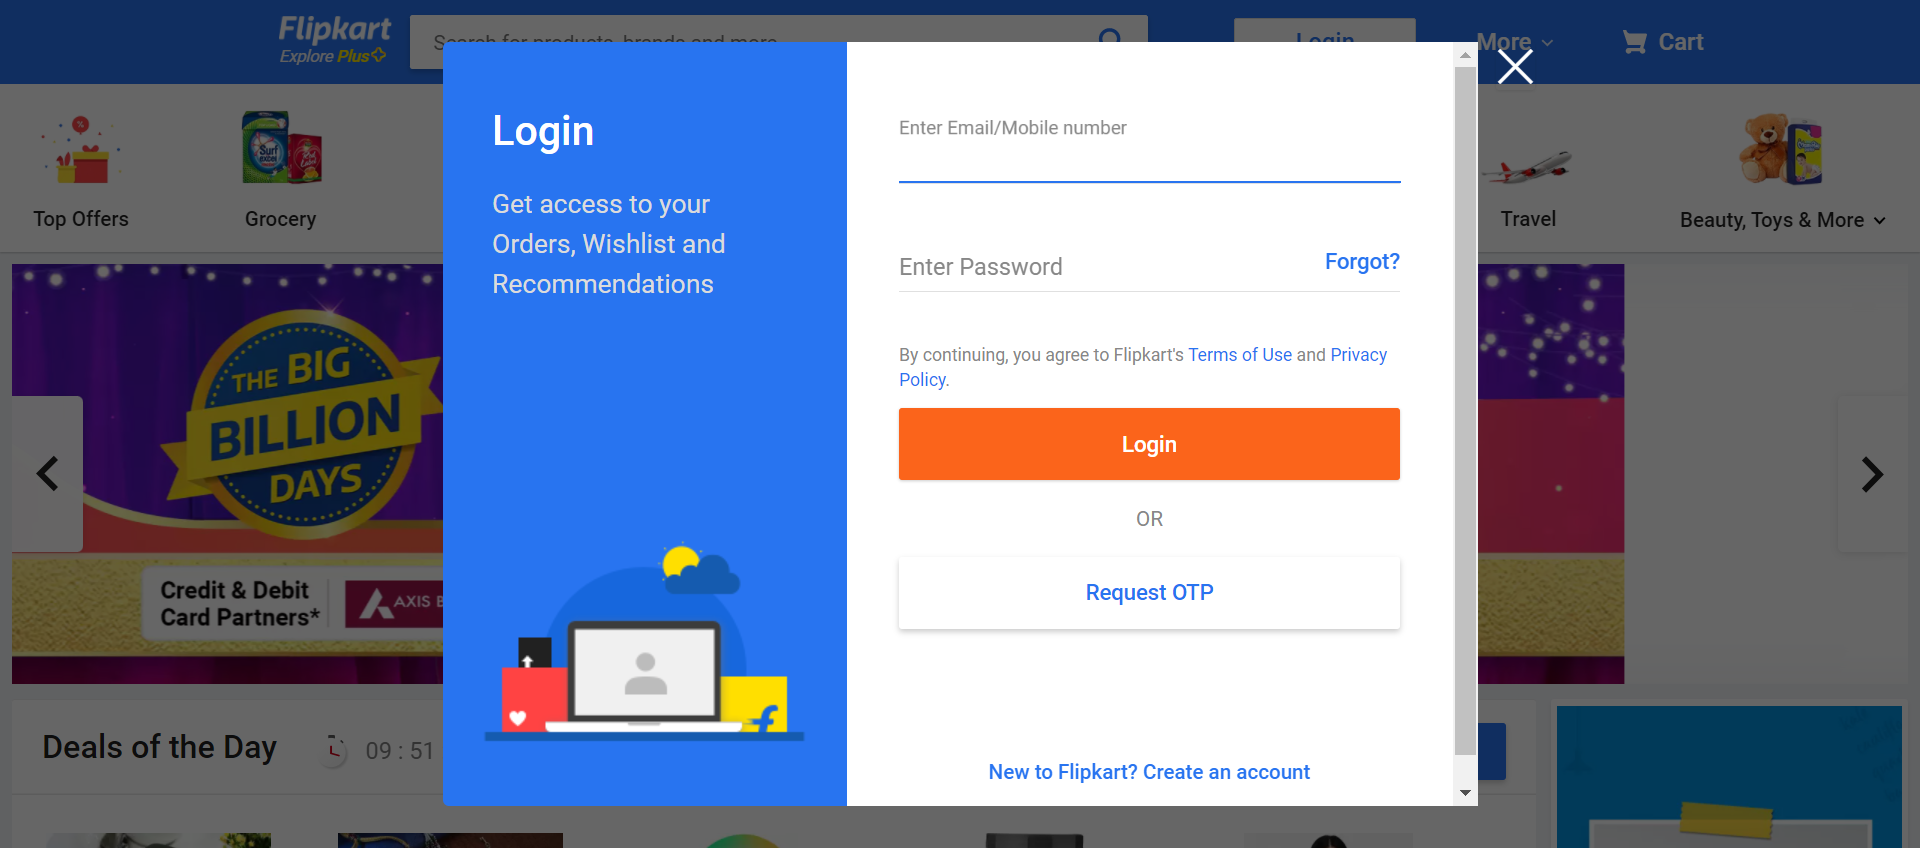 Flipkart
Explore Plus
Search for products, brands and more
Login
More
Cart
Top Offers
Grocery
Travel
Beauty, Toys & More
Login
Get access to your
Orders, Wishlist and
Recommendations
Enter Email/Mobile number
Enter Password
Forgot?
By continuing, you agree to Flipkart's Terms of Use and Privacy
Policy.
Login
OR
Request OTP
New to Flipkart? Create an account
THE BIG
BILLION
DAYS
Credit & Debit
Card Partners*
AXIS B
Deals of the Day
09 : 51
Surf
excel